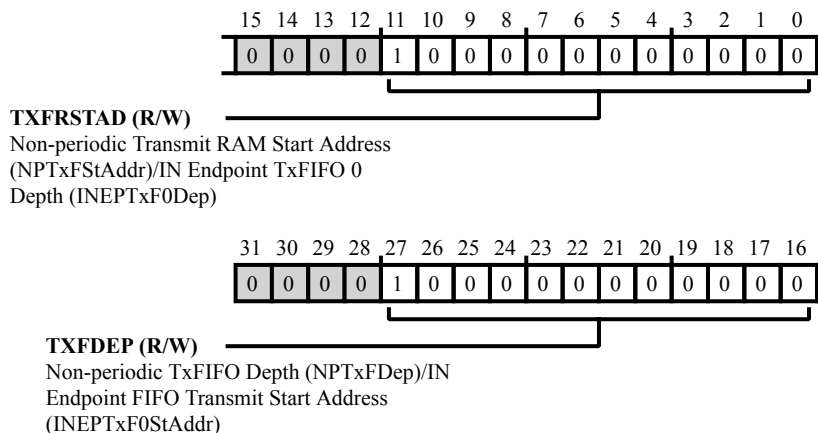 15 14 13 12 11 10 9 8 7 6 5 4 3 2 1 0
0 0 0 0 1 0 0 0 0 0 0 0 0 0 0 0
TXFRSTAD (R/W)
Non-periodic Transmit RAM Start Address
(NPTxFStAddr)/IN Endpoint TxFIFO 0
Depth (INEPTxF0Dep)
31 30 29 28 27 26 25 24 23 22 21 20 19 18 17 16
0 0 0 0 1 0 0 0 0 0 0 0 0 0 0 0
TXFDEP (R/W)
Non-periodic TxFIFO Depth (NPTxFDep)/IN
Endpoint FIFO Transmit Start Address
(INEPTxF0StAddr)